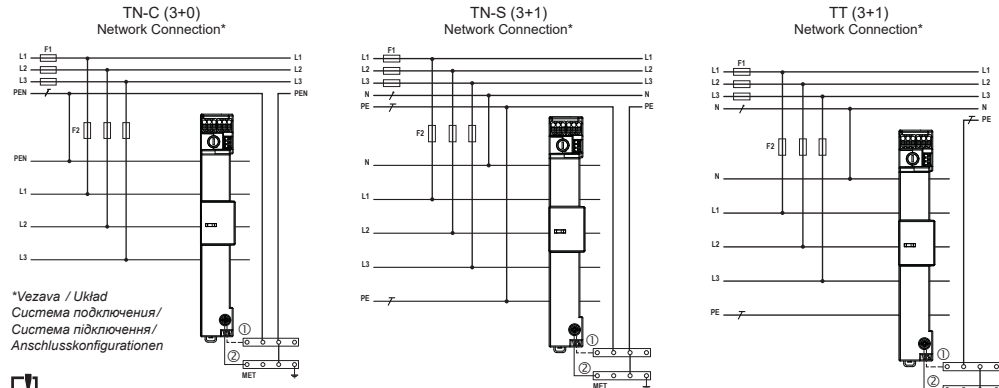 TN-C (3+0)
Network Connection*
F1
L1 L1
L2 L2
L3 L3
PEN PEN
F2
PEN
L1
L2
L3
①
②
MET
*Vezava / Układ
Система подключения/
Система підключення/
Anschlusskonfigurationen
TN-S (3+1)
Network Connection*
F1
L1 L1
L2 L2
L3 L3
N N
PE PE
F2
N
L1
L2
L3
PE
①
②
MET
TT (3+1)
Network Connection*
F1
L1 L1
L2 L2
L3 L3
N N
PE
F2
N
L1
L2
L3
PE
①
②